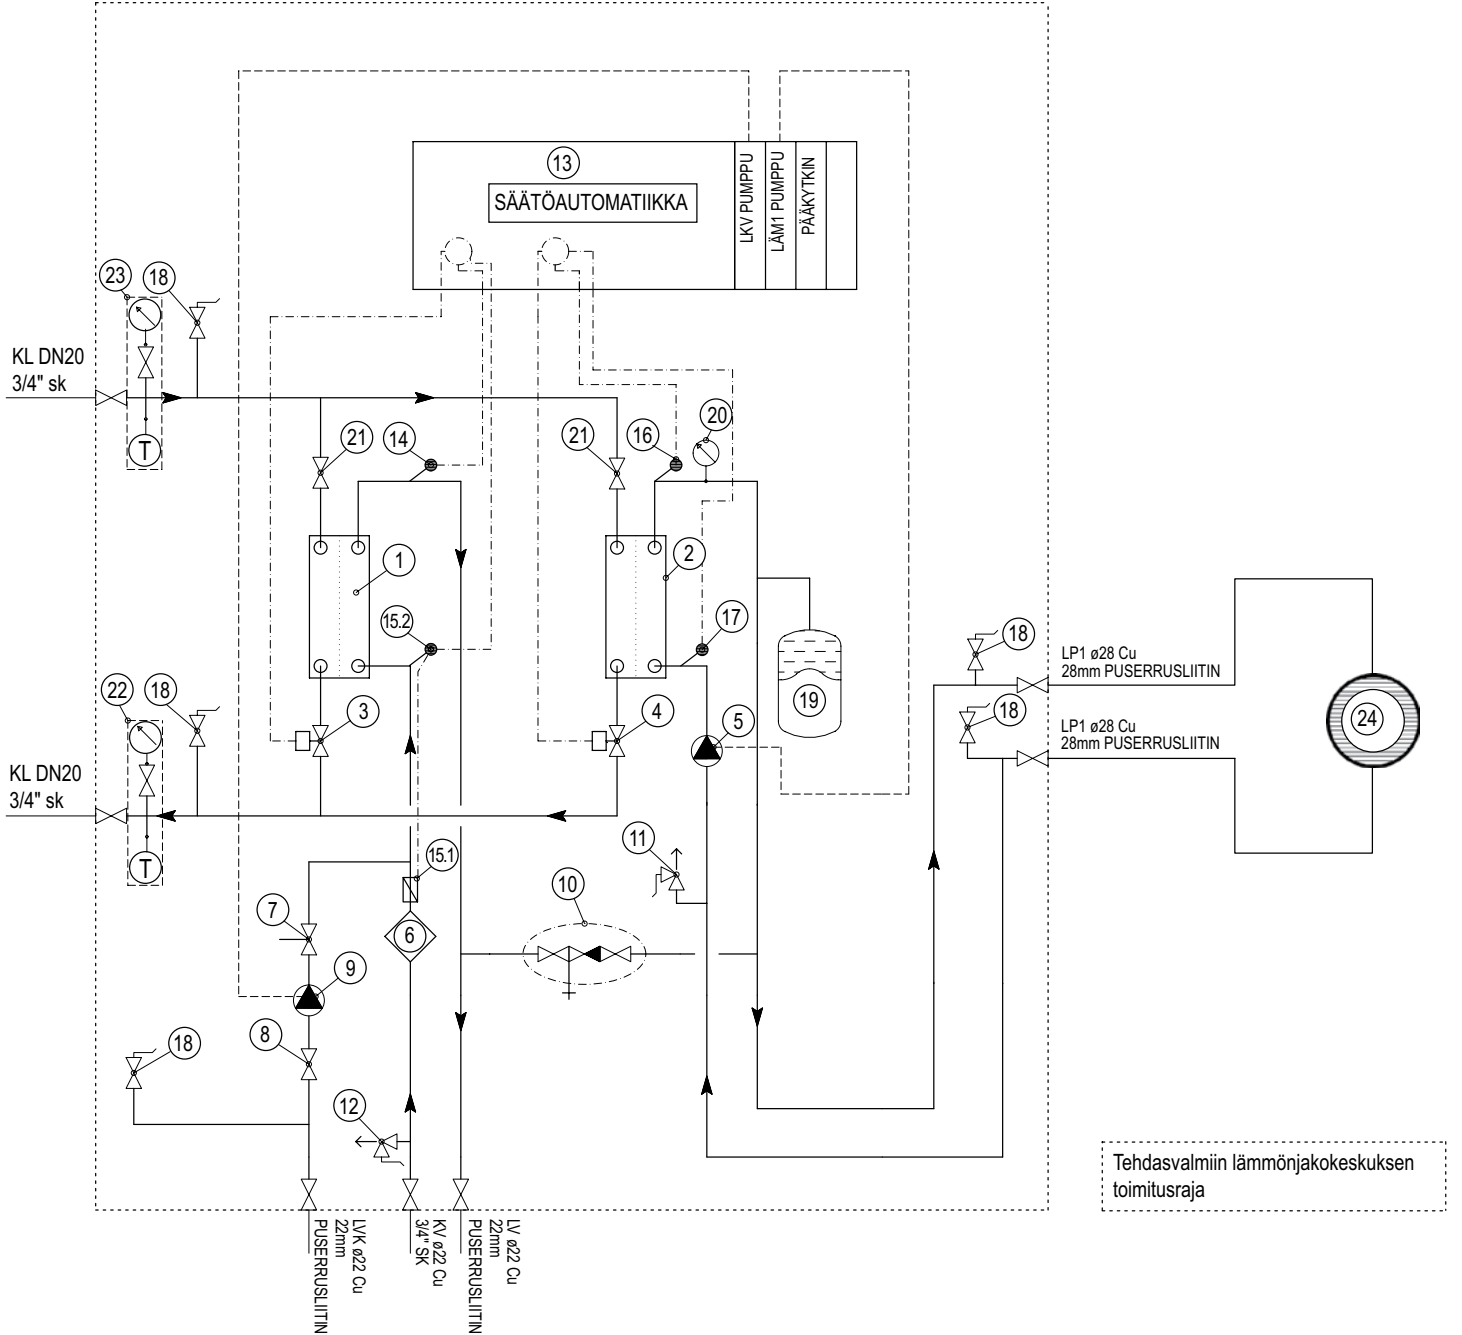 13
SÄÄTÖAUTOMATIIKKA
LKV PUMPPU
LÄM1 PUMPPU
PÄÄKYTKIN
23
18
KL DN20
3/4" sk
T
21
14
21
16
20
1
2
15.2
17
19
18
LP1 ø28 Cu
28mm PUSERRUSLIITIN
22
18
3
4
5
18
LP1 ø28 Cu
28mm PUSERRUSLIITIN
24
KL DN20
3/4" sk
T
11
15.1
10
7
6
9
8
18
12
Tehdasvalmiin lämmönjakokeskuksen
toimitusraja
LVK ø22 Cu
22mm
PUSERRUSLIITIN
KV ø22 Cu
3/4" SK
LV ø22 Cu
22mm
PUSERRUSLIITIN